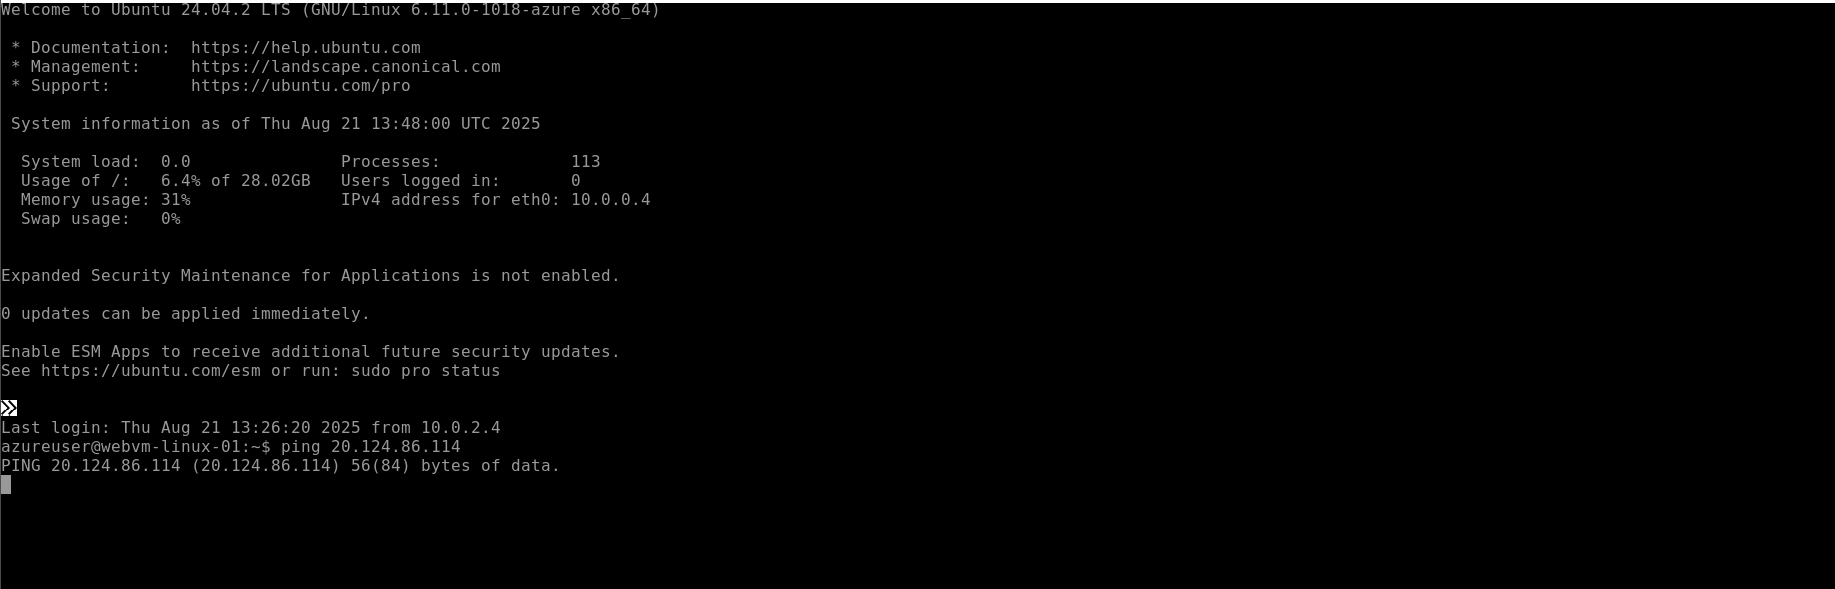 Welcome to Ubuntu 24.04.2 LTS (GNU/Linux 6.11.0-1018-azure x86_64)

 * Documentation:  https://help.ubuntu.com
 * Management:     https://landscape.canonical.com
 * Support:        https://ubuntu.com/pro

 System information as of Thu Aug 21 13:48:00 UTC 2025

  System load:  0.0               Processes:             113
  Usage of /:   6.4% of 28.02GB   Users logged in:       0
  Memory usage: 31%               IPv4 address for eth0: 10.0.0.4
  Swap usage:   0%

Expanded Security Maintenance for Applications is not enabled.

0 updates can be applied immediately.

Enable ESM Apps to receive additional future security updates.
See https://ubuntu.com/esm or run: sudo pro status

Last login: Thu Aug 21 13:26:20 2025 from 10.0.2.4
azureuser@webvm-linux-01:~$ ping 20.124.86.114
PING 20.124.86.114 (20.124.86.114) 56(84) bytes of data.